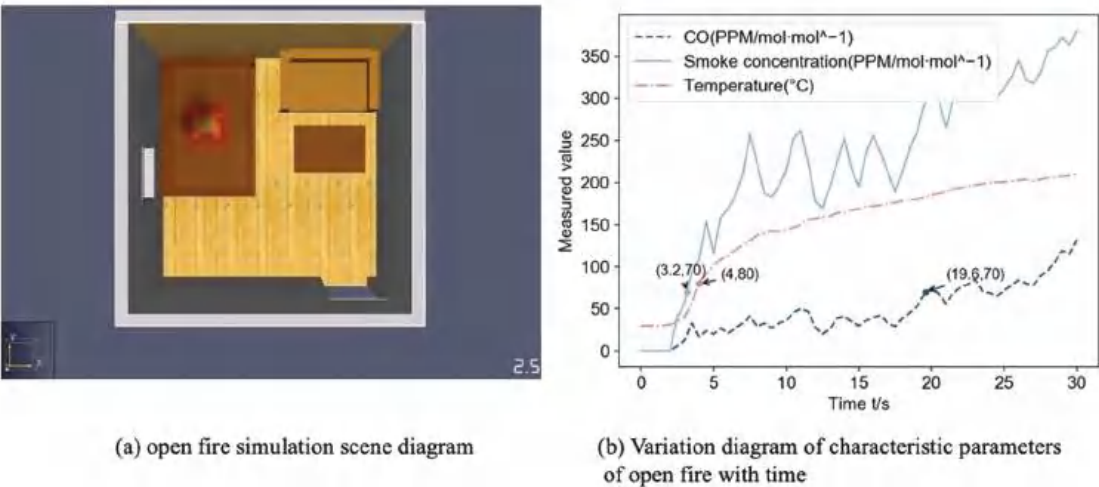 2.5
CO(PPM/mol·mol^−1)
Smoke concentration(PPM/mol·mol^−1)
Temperature(°C)
350
300
250
200
150
100
50
0
Measured value
(3.2,70)
(4,80)
(19.6,70)
0 5 10 15 20 25 30
Time t/s
(a) open fire simulation scene diagram
(b) Variation diagram of characteristic parameters
of open fire with time